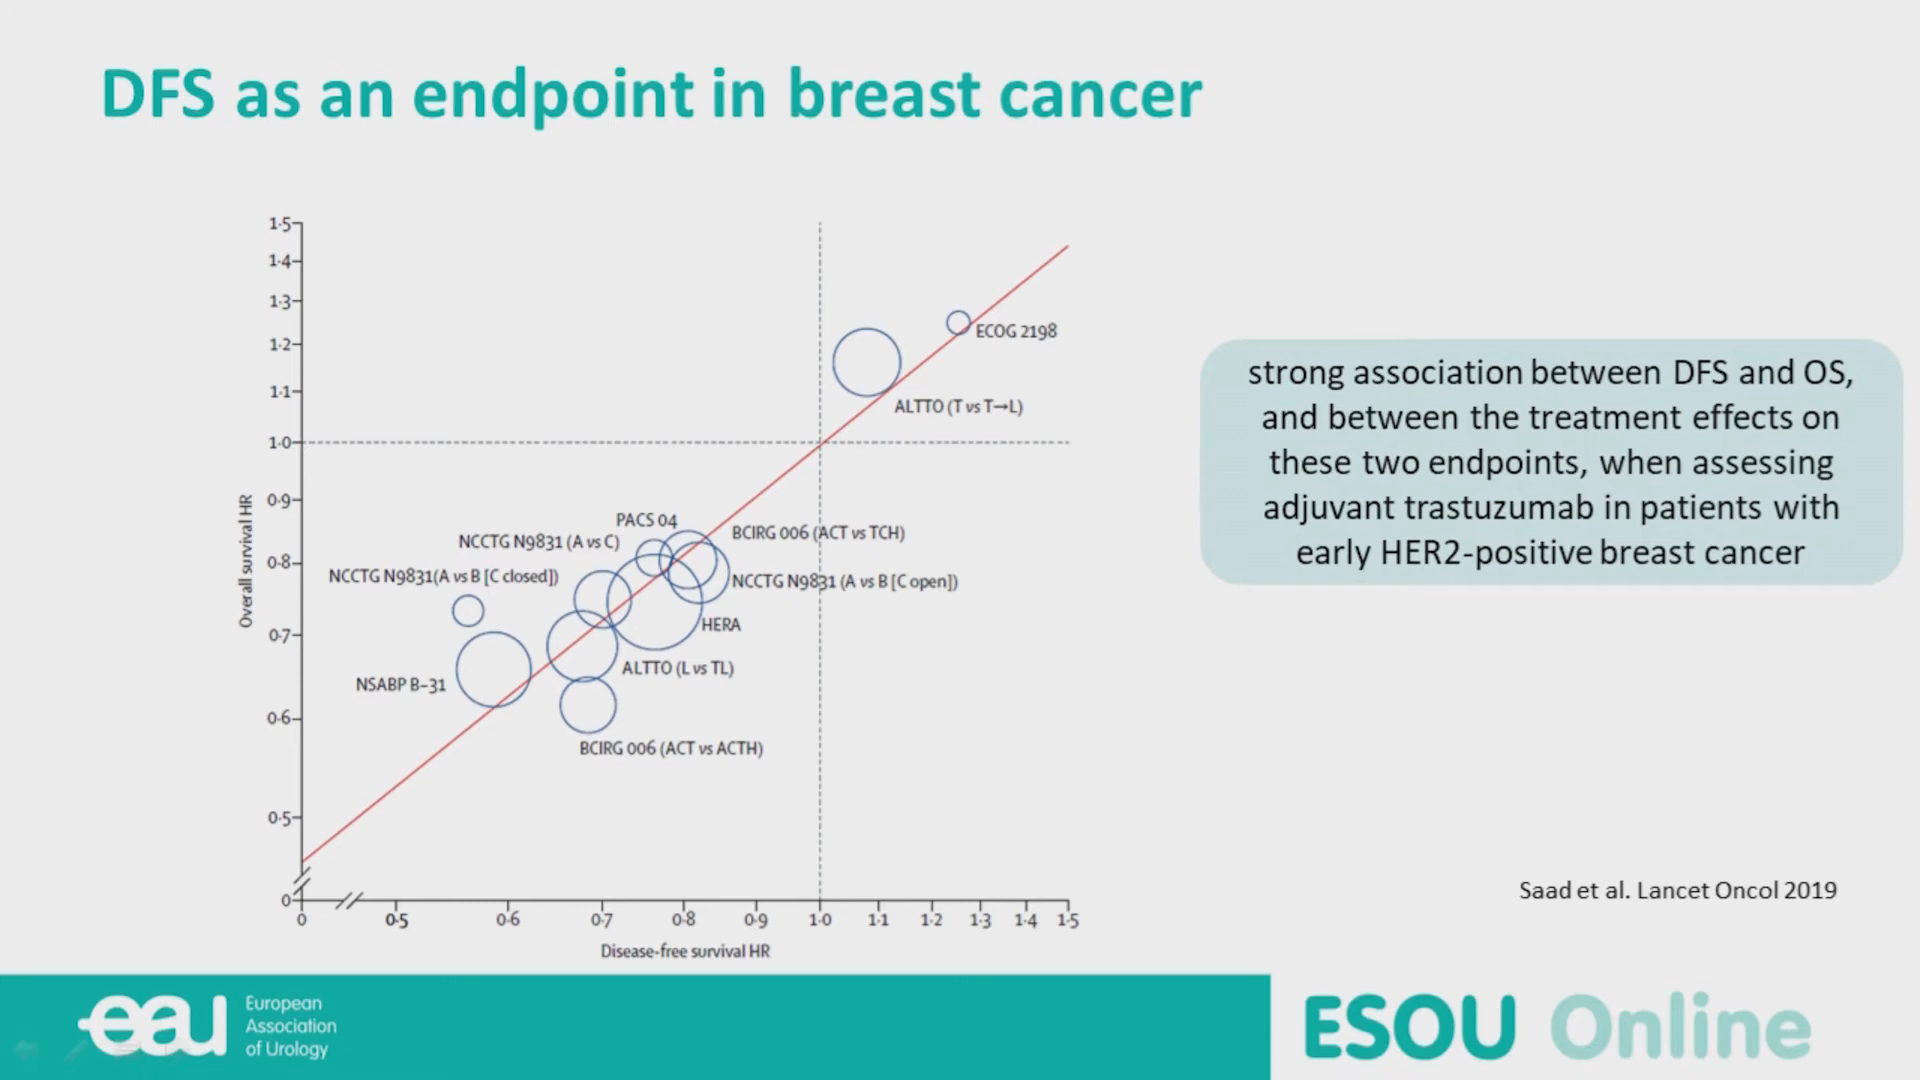 DFS as an endpoint in breast cancer
1·5
1·4
1·3
1·2
1·1
1·0
0·9
0·8
0·7
0·6
0·5
0
Overall survival HR
ECOG 2198
ALTTO (T vs T→L)
PACS 04
BCIRG 006 (ACT vs TCH)
NCCTG N9831 (A vs C)
NCCTG N9831(A vs B [C closed])
NCCTG N9831 (A vs B [C open])
HERA
ALTTO (L vs TL)
NSABP B–31
BCIRG 006 (ACT vs ACTH)
0 0·5 0·6 0·7 0·8 0·9 1·0 1·1 1·2 1·3 1·4 1·5
Disease-free survival HR
strong association between DFS and OS,
and between the treatment effects on
these two endpoints, when assessing
adjuvant trastuzumab in patients with
early HER2-positive breast cancer
Saad et al. Lancet Oncol 2019
eau
European
Association
of Urology
ESOU Online